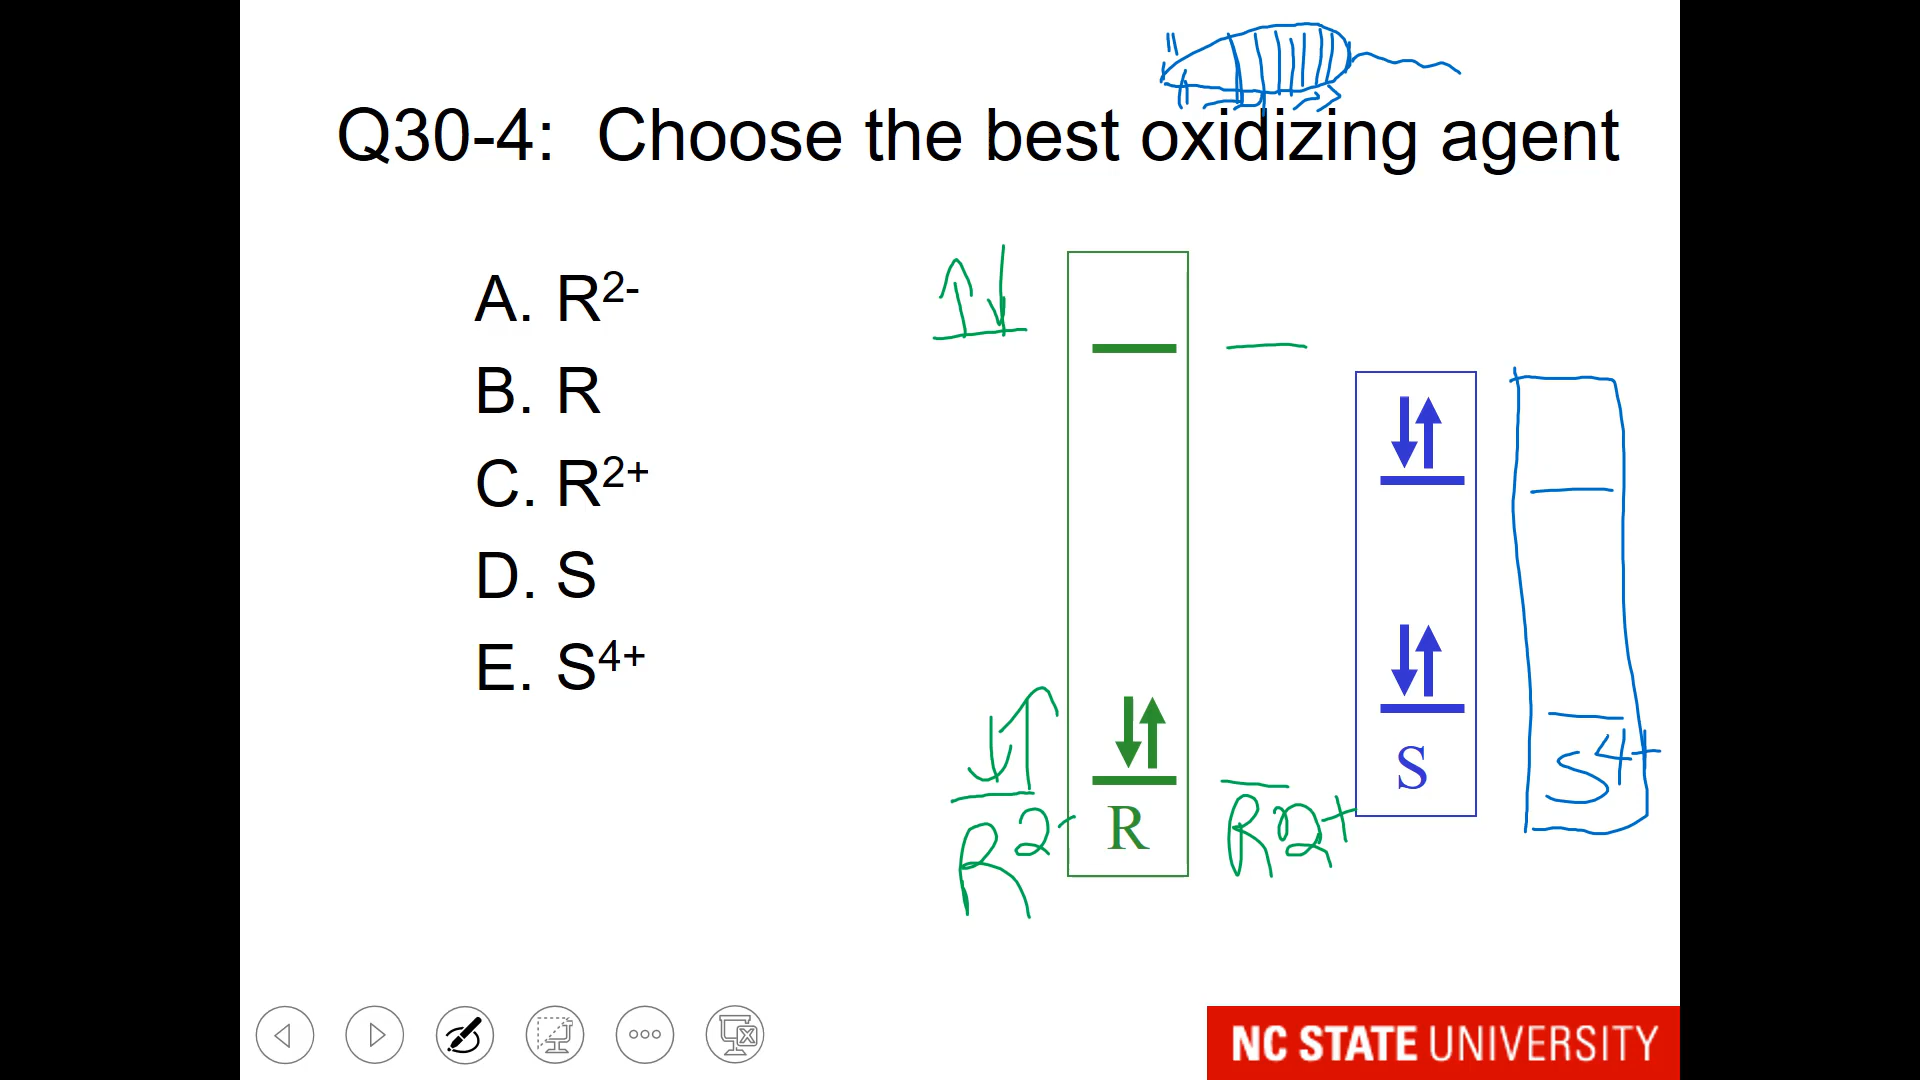 Q30-4: Choose the best oxidizing agent
A. R²⁻
B. R
C. R²⁺
D. S
E. S⁴⁺
R²⁻
R
R²⁺
S
S⁴⁺
NC STATE UNIVERSITY